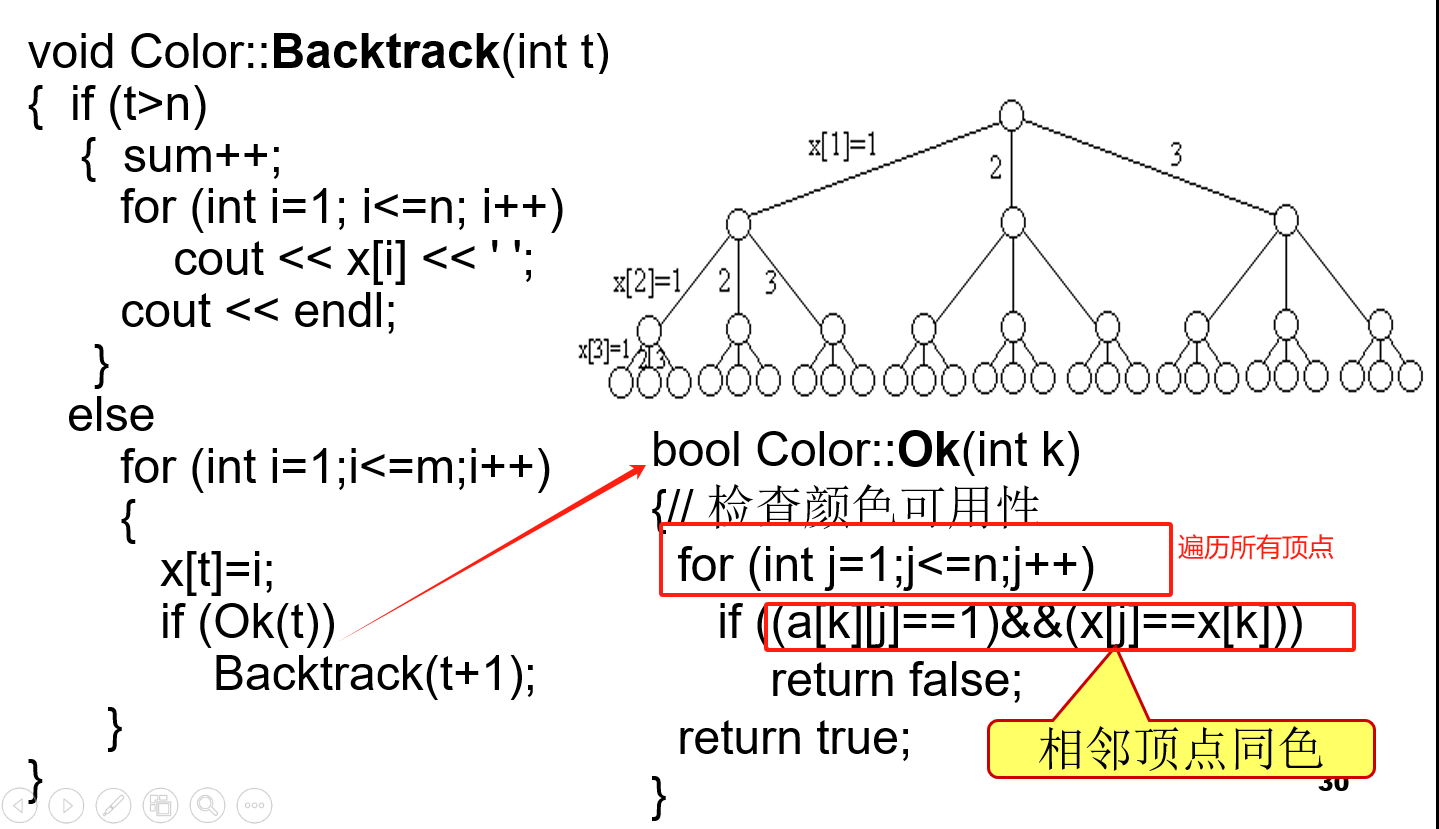 void Color::Backtrack(int t)
{ if (t>n)
{ sum++;
for (int i=1; i<=n; i++)
cout << x[i] << ' ';
cout << endl;
}
else
for (int i=1;i<=m;i++)
{
x[t]=i;
if (Ok(t))
Backtrack(t+1);
}
}
x[1]=1
2
3
x[2]=1
2
3
x[3]=1
2
3
bool Color::Ok(int k)
{// 检查颜色可用性
for (int j=1;j<=n;j++)
遍历所有顶点
if ((a[k][j]==1)&&(x[j]==x[k]))
return false;
相邻顶点同色
return true;
}
30